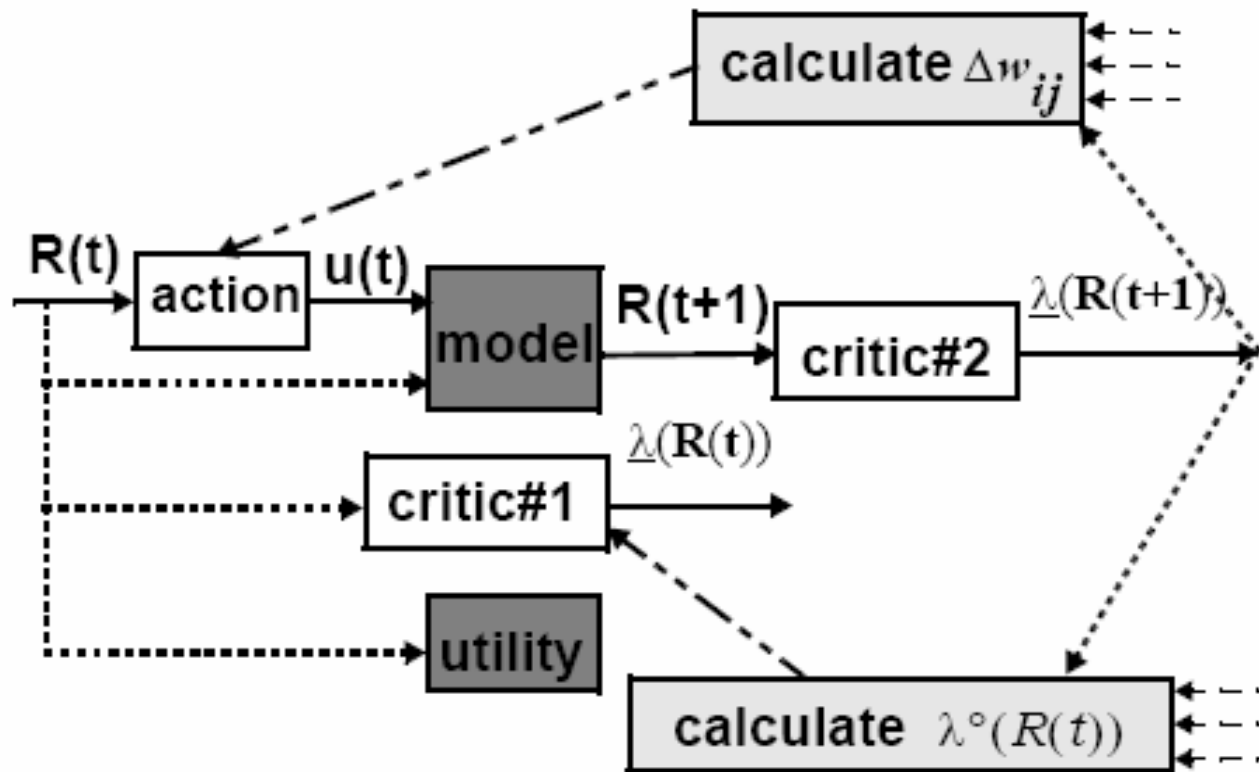 calculate Δw_ij
R(t)
action
u(t)
model
R(t+1)
critic#2
λ(R(t+1))
critic#1
λ(R(t))
utility
calculate λ°(R(t))